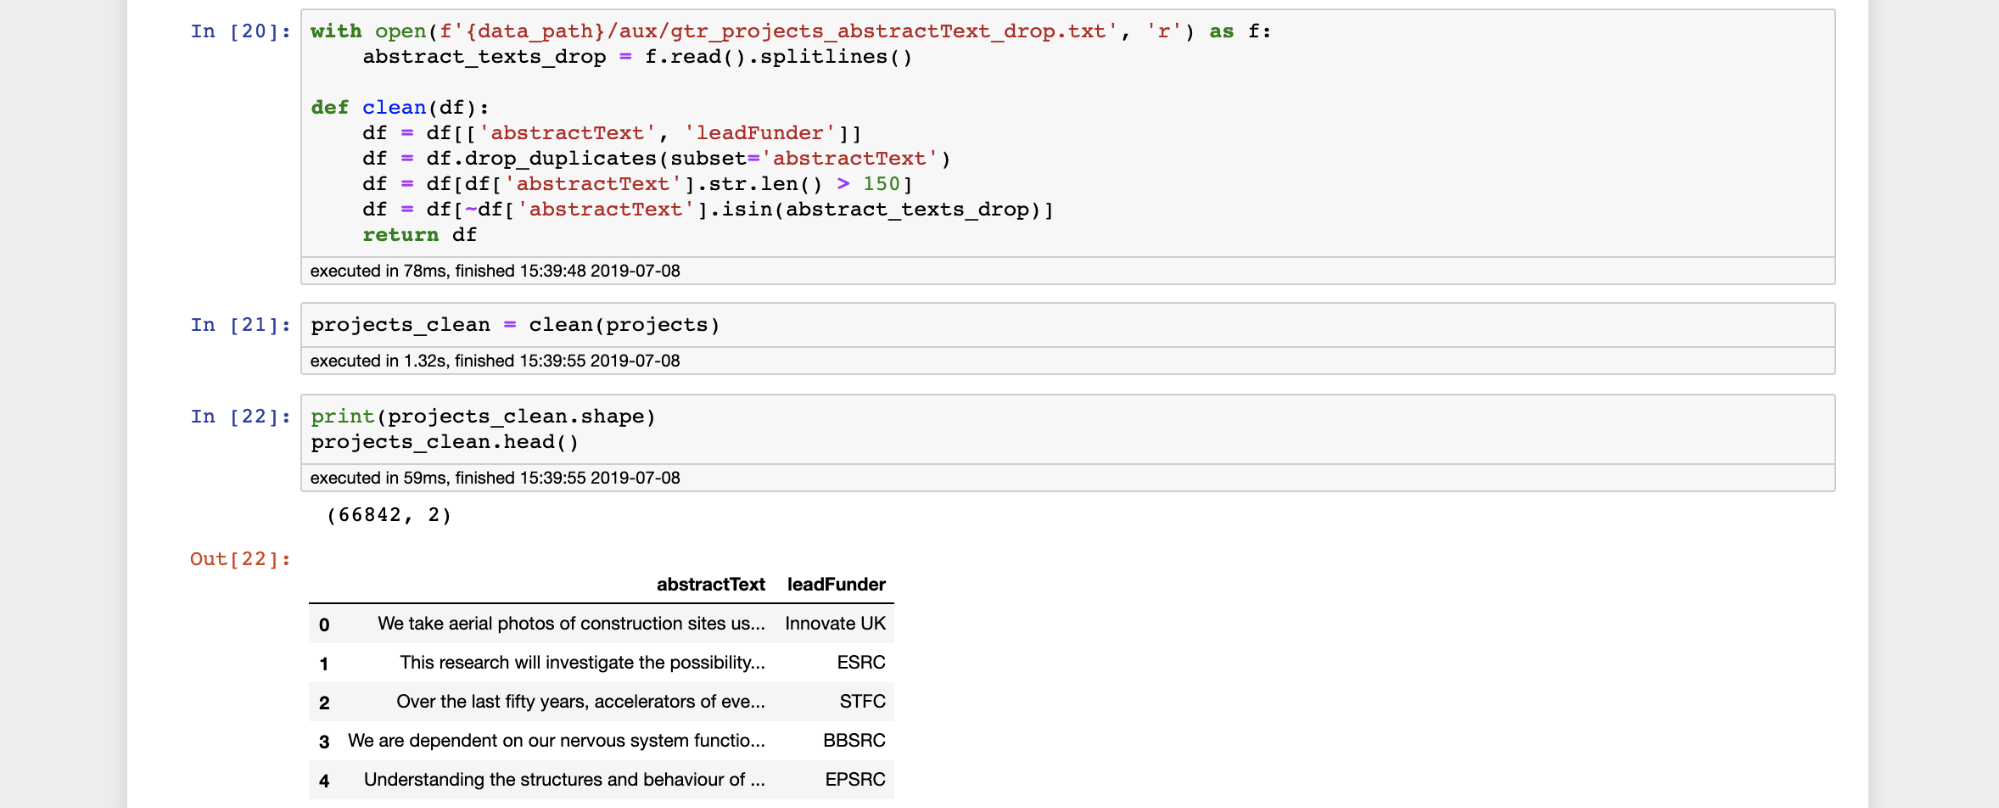 In [20]: with open(f'{data_path}/aux/gtr_projects_abstractText_drop.txt', 'r') as f:
    abstract_texts_drop = f.read().splitlines()

def clean(df):
    df = df[['abstractText', 'leadFunder']]
    df = df.drop_duplicates(subset='abstractText')
    df = df[df['abstractText'].str.len() > 150]
    df = df[~df['abstractText'].isin(abstract_texts_drop)]
    return df
executed in 78ms, finished 15:39:48 2019-07-08
In [21]: projects_clean = clean(projects)
executed in 1.32s, finished 15:39:55 2019-07-08
In [22]: print(projects_clean.shape)
projects_clean.head()
executed in 59ms, finished 15:39:55 2019-07-08
(66842, 2)
Out[22]:
abstractText leadFunder
0 We take aerial photos of construction sites us... Innovate UK
1 This research will investigate the possibility... ESRC
2 Over the last fifty years, accelerators of eve... STFC
3 We are dependent on our nervous system functio... BBSRC
4 Understanding the structures and behaviour of ... EPSRC